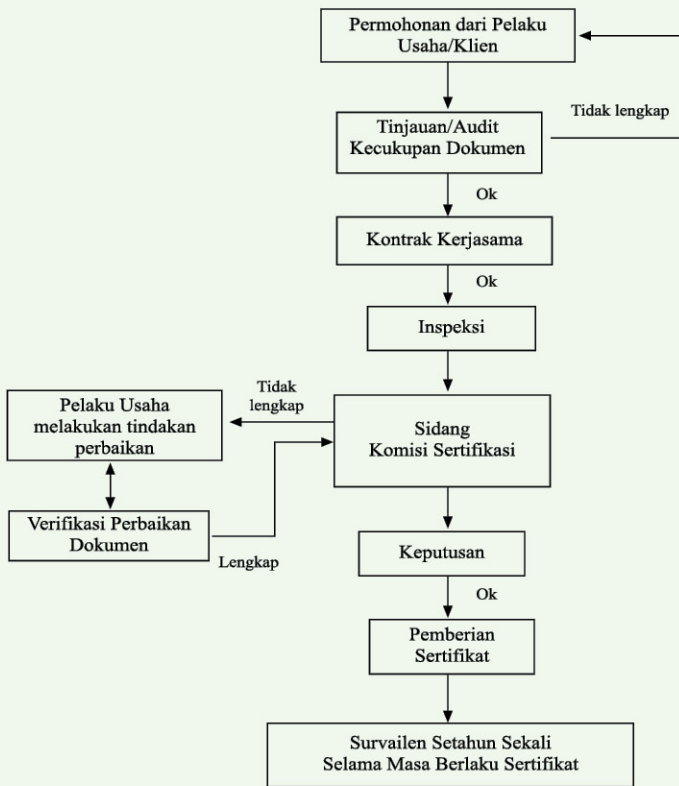 Permohonan dari Pelaku
Usaha/Klien
Tidak lengkap
Tinjauan/Audit
Kecukupan Dokumen
Ok
Kontrak Kerjasama
Ok
Inspeksi
Tidak
lengkap
Pelaku Usaha
melakukan tindakan
perbaikan
Sidang
Komisi Sertifikasi
Verifikasi Perbaikan
Dokumen
Lengkap
Keputusan
Ok
Pemberian
Sertifikat
Survailen Setahun Sekali
Selama Masa Berlaku Sertifikat